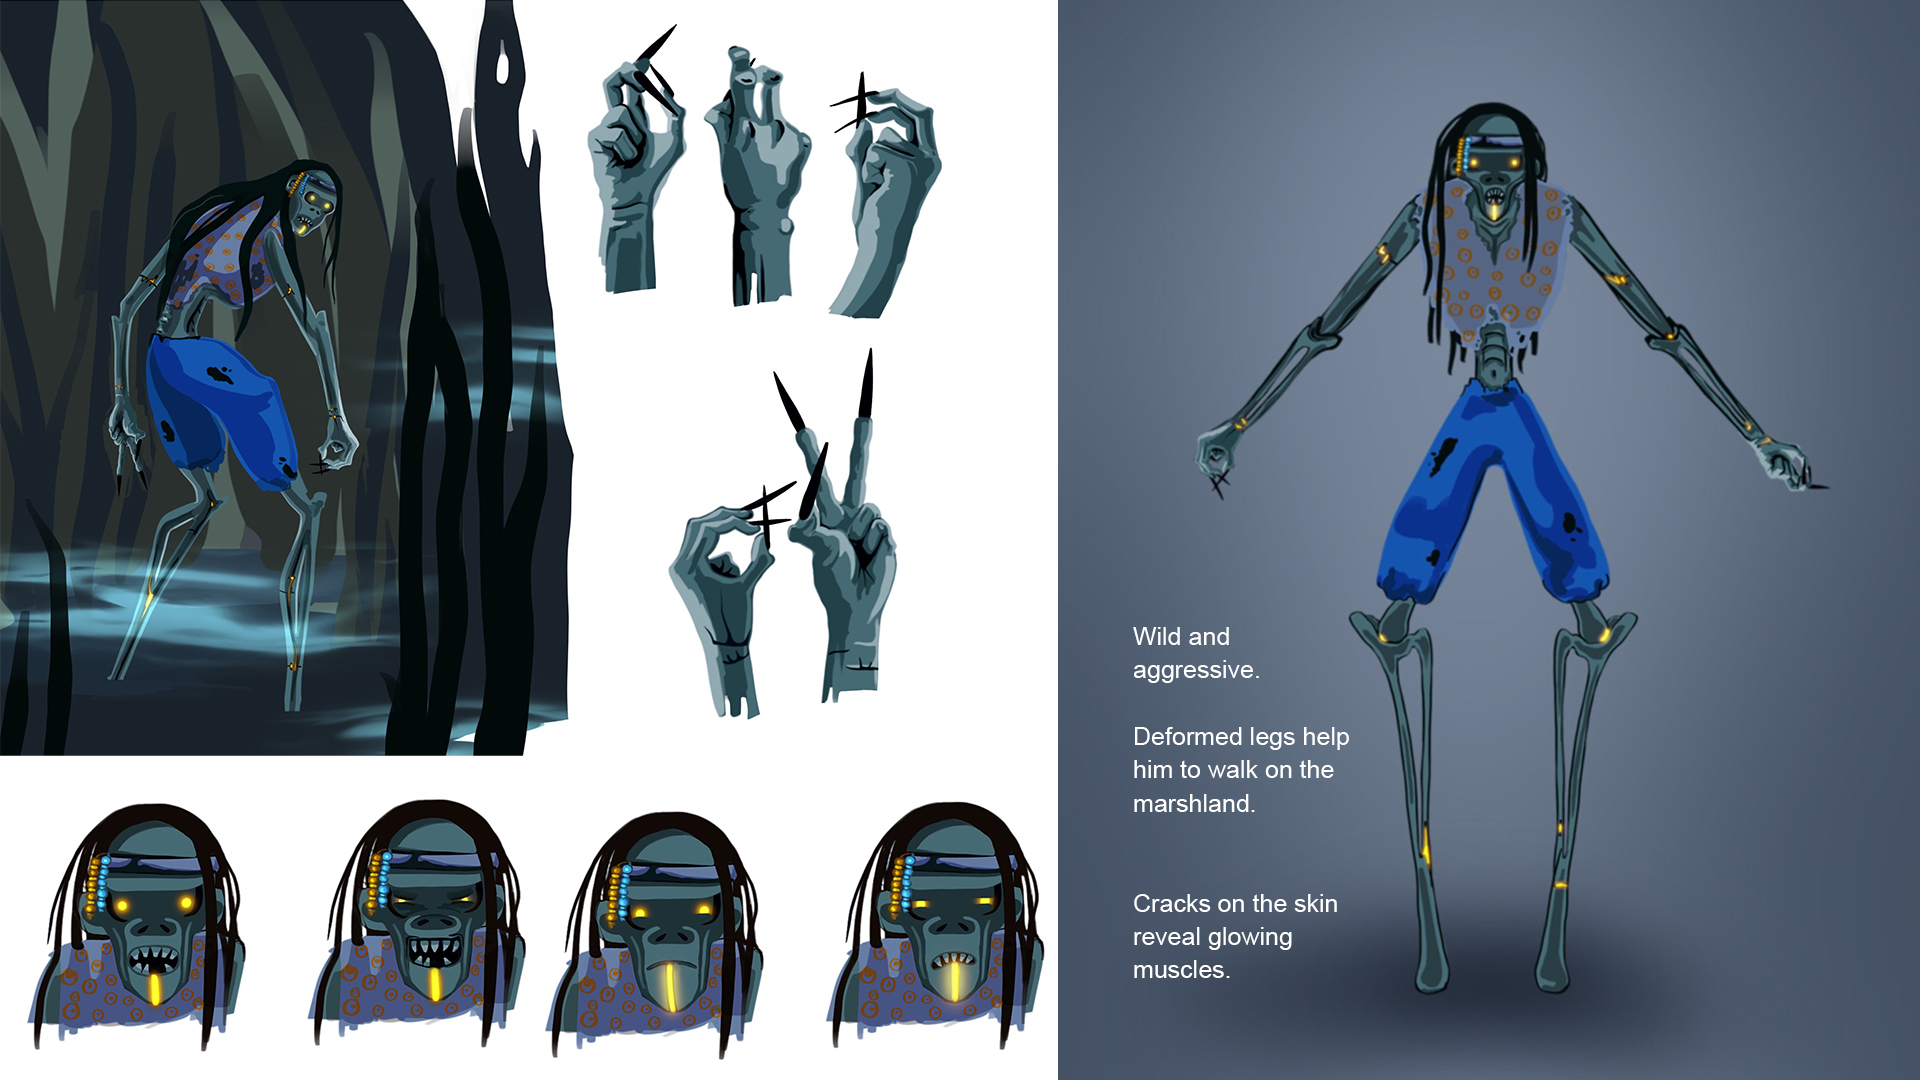 Wild and
aggressive.
Deformed legs help
him to walk on the
marshland.
Cracks on the skin
reveal glowing
muscles.